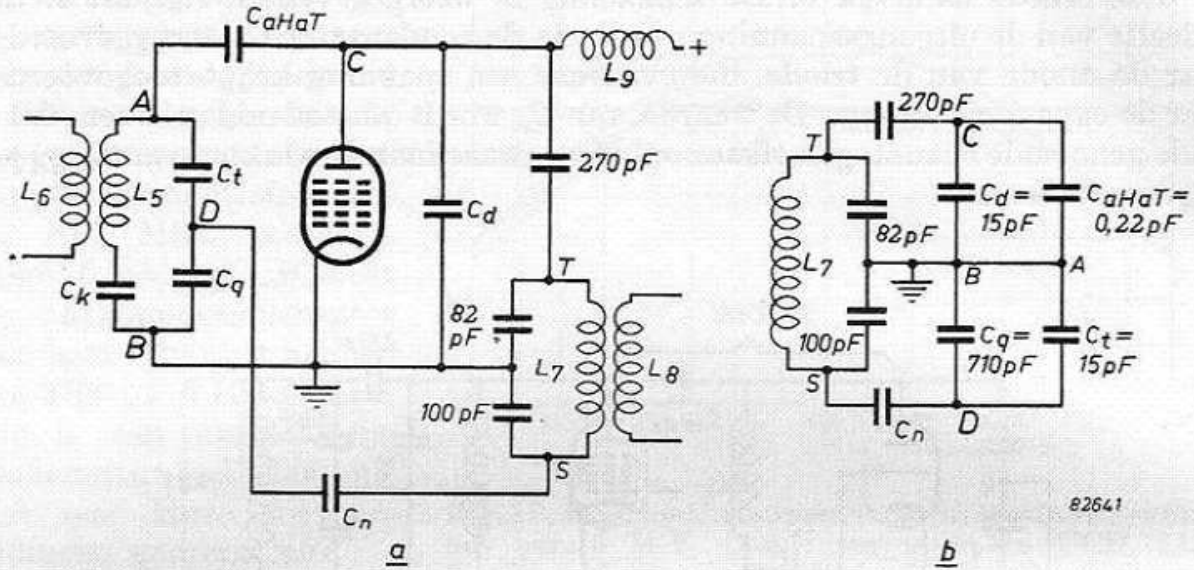 CaHaT
C
L9
+
A
Ct
270pF
L6
L5
D
Cd
Cq
Ck
T
82
pF
B
L7
L8
100pF
S
Cn
a
270pF
C
T
Cd=
15pF
CaHaT=
0,22pF
82pF
L7
B
A
100pF
Cq=
710pF
Ct=
15pF
S
Cn
D
82641
b